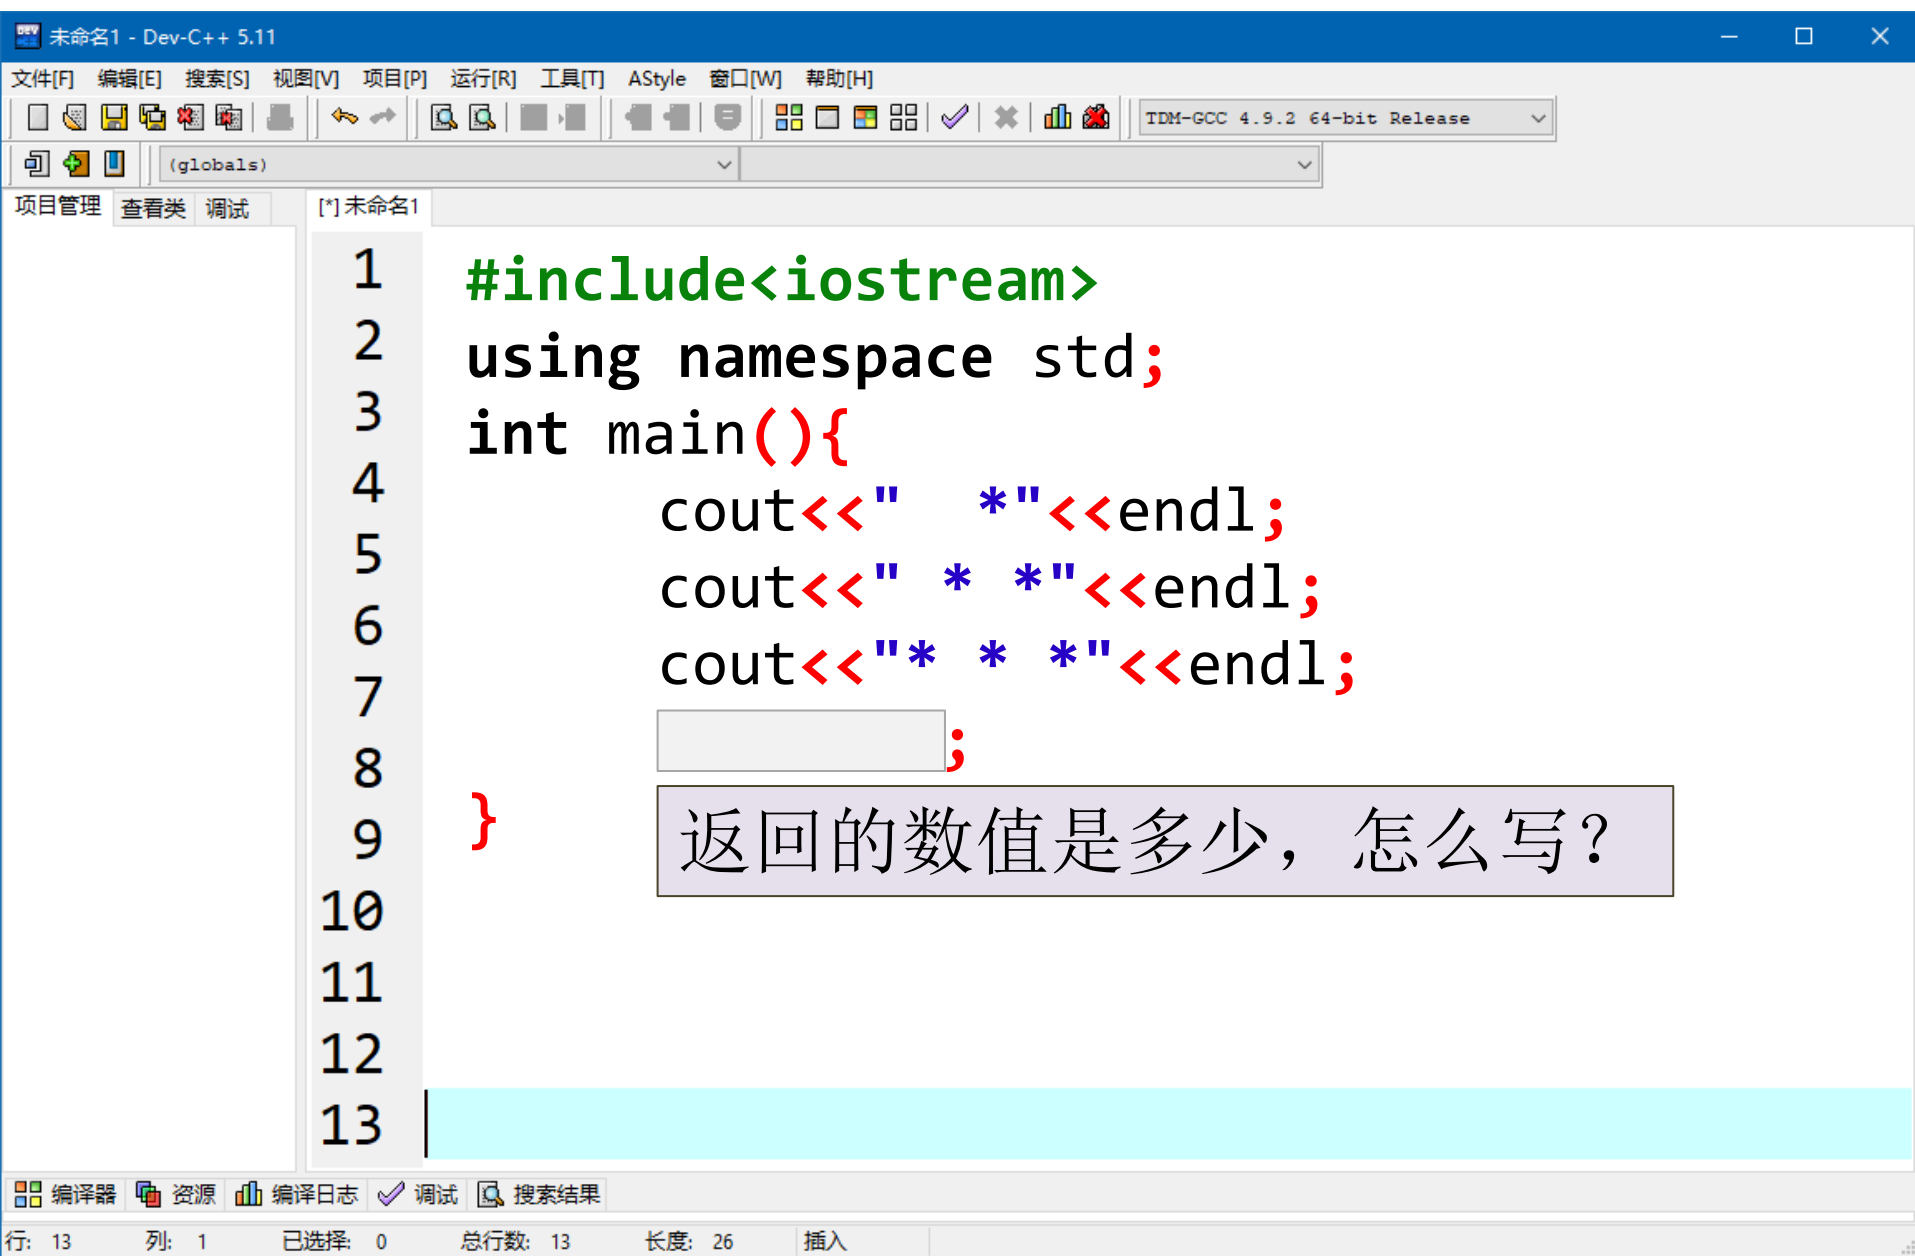 未命名1 - Dev-C++ 5.11
文件[F] 编辑[E] 搜索[S] 视图[V] 项目[P] 运行[R] 工具[T] AStyle 窗口[W] 帮助[H]
TDM-GCC 4.9.2 64-bit Release
(globals)
项目管理 查看类 调试 [*] 未命名1
1 #include<iostream>
2 using namespace std;
3 int main(){
4 cout<<"  *"<<endl;
5 cout<<" * *"<<endl;
6 cout<<"* * *"<<endl;
7 ;
8 }
返回的数值是多少，怎么写？
9
10
11
12
13
编译器 资源 编译日志 调试 搜索结果
行: 13 列: 1 已选择: 0 总行数: 13 长度: 26 插入